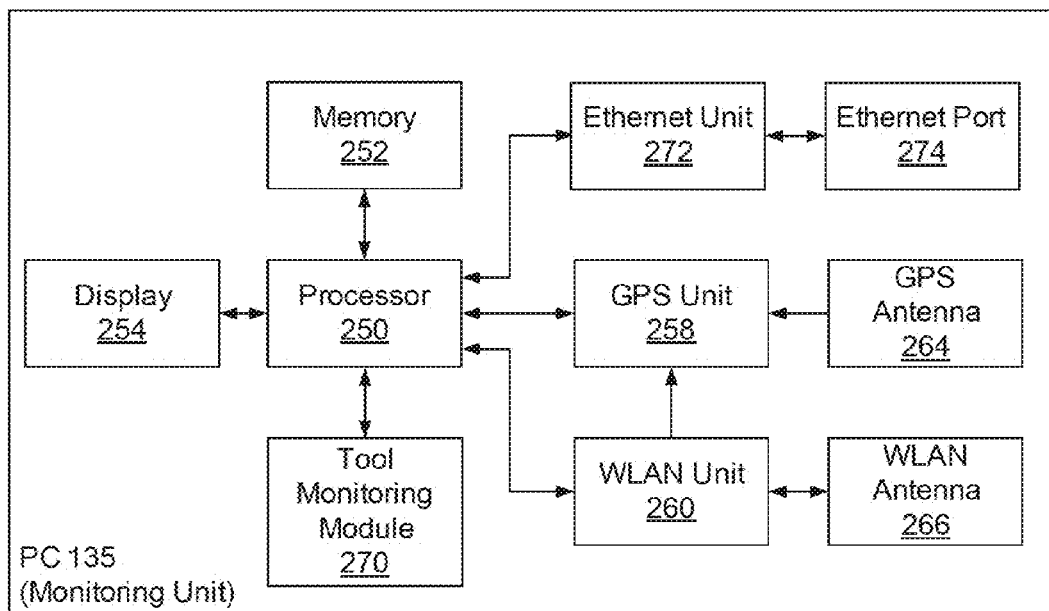 Memory
252
Ethernet Unit
272
Ethernet Port
274
Display
254
Processor
250
GPS Unit
258
GPS
Antenna
264
Tool
Monitoring
Module
270
WLAN Unit
260
WLAN
Antenna
266
PC 135
(Monitoring Unit)